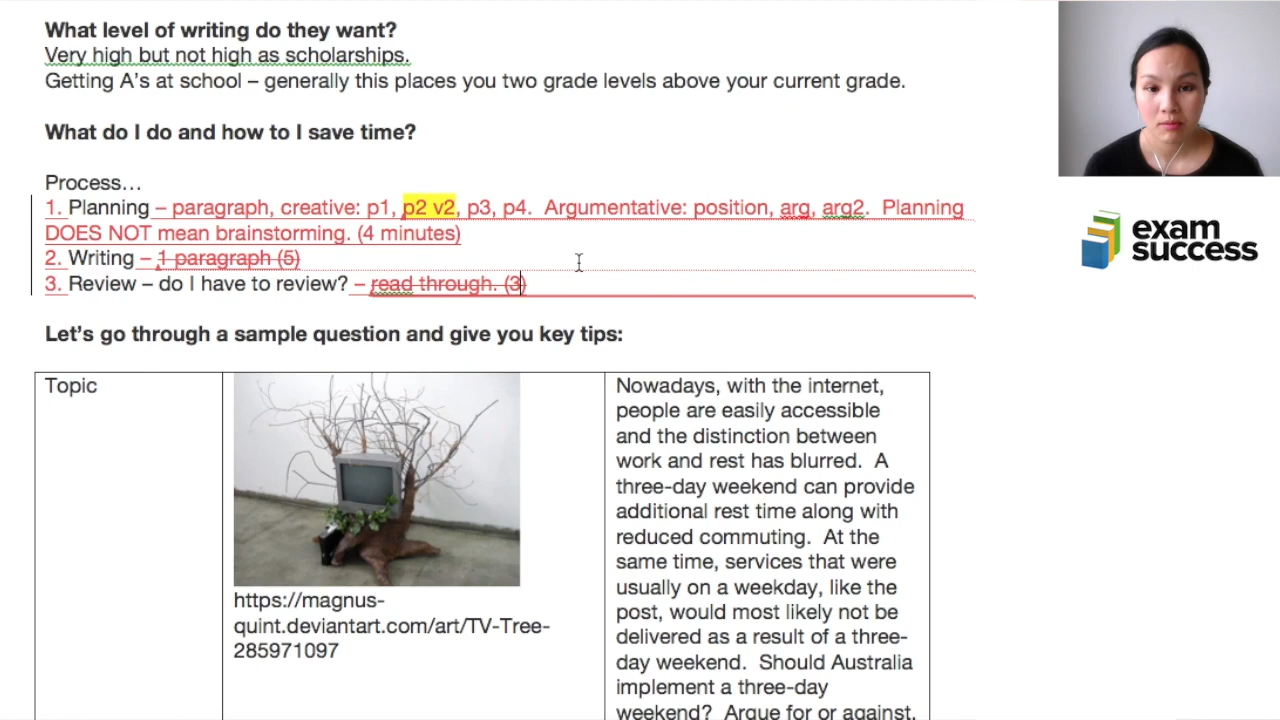 What level of writing do they want?
Very high but not high as scholarships.
Getting A's at school – generally this places you two grade levels above your current grade.
What do I do and how to I save time?
Process…
1. Planning – paragraph, creative: p1, p2 v2, p3, p4.  Argumentative: position, arg, arg2.  Planning
DOES NOT mean brainstorming. (4 minutes)
2. Writing – 1 paragraph (5)
3. Review – do I have to review? – read through. (3)
Let's go through a sample question and give you key tips:
Topic
https://magnus-
quint.deviantart.com/art/TV-Tree-
285971097
Nowadays, with the internet,
people are easily accessible
and the distinction between
work and rest has blurred.  A
three-day weekend can provide
additional rest time along with
reduced commuting.  At the
same time, services that were
usually on a weekday, like the
post, would most likely not be
delivered as a result of a three-
day weekend.  Should Australia
implement a three-day
weekend?  Argue for or against.
exam
success